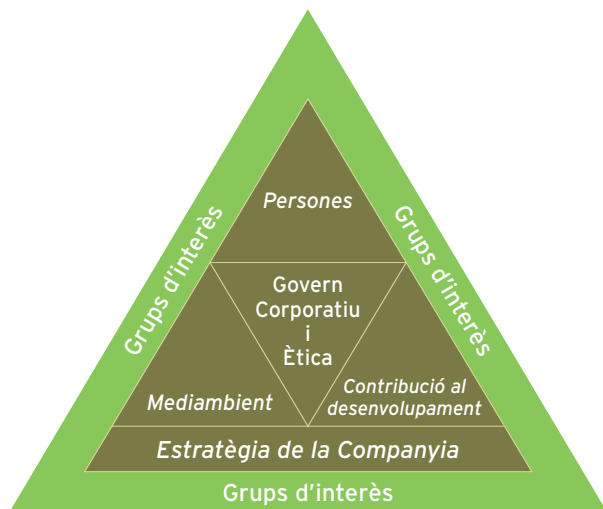 Persones
Grups d'interès
Grups d'interès
Govern
Corporatiu
i
Ètica
Mediambient
Contribució al
desenvolupament
Estratègia de la Companyia
Grups d'interès